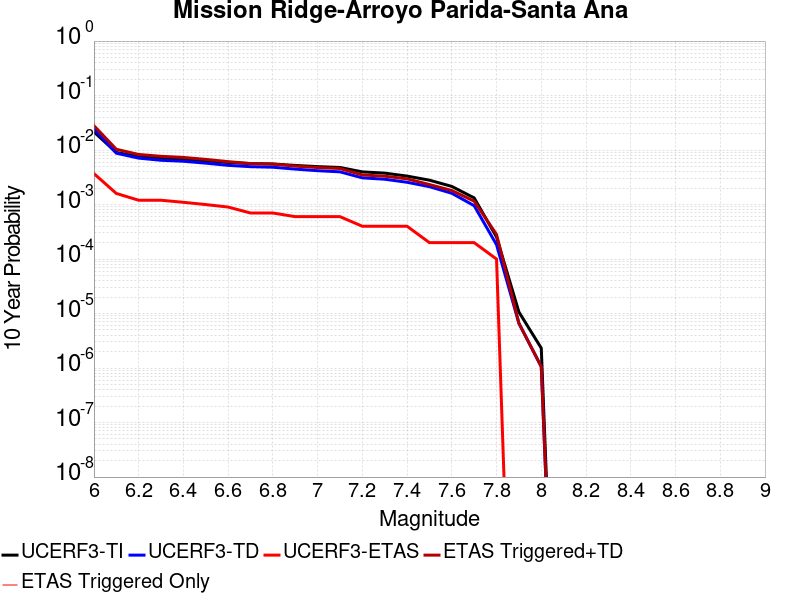 Mission Ridge-Arroyo Parida-Santa Ana
10^0
10^-1
10^-2
10^-3
10^-4
10^-5
10^-6
10^-7
10^-8
10 Year Probability
6 6.2 6.4 6.6 6.8 7 7.2 7.4 7.6 7.8 8 8.2 8.4 8.6 8.8 9
Magnitude
UCERF3-TI UCERF3-TD UCERF3-ETAS ETAS Triggered+TD
ETAS Triggered Only